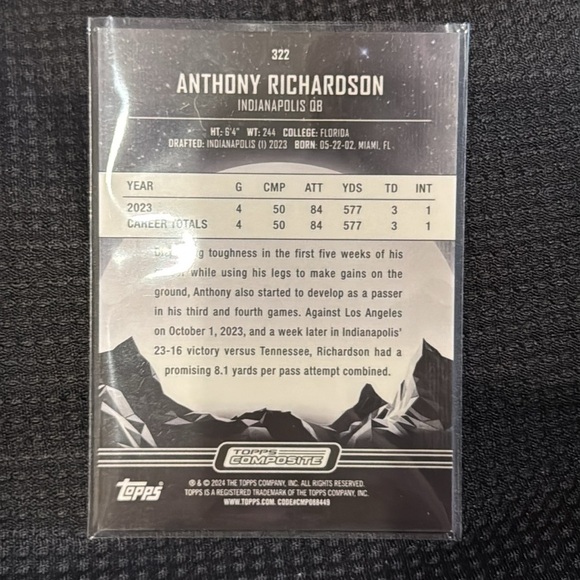 322
ANTHONY RICHARDSON
INDIANAPOLIS QB
HT: 6'4" WT: 244 COLLEGE: FLORIDA
DRAFTED: INDIANAPOLIS (1) 2023 BORN: 05-22-02, MIAMI, FL
YEAR G CMP ATT YDS TD INT
2023 4 50 84 577 3 1
CAREER TOTALS 4 50 84 577 3 1
toughness in the first five weeks of his
while using his legs to make gains on the
ground, Anthony also started to develop as a passer
in his third and fourth games. Against Los Angeles
on October 1, 2023, and a week later in Indianapolis'
23-16 victory versus Tennessee, Richardson had a
promising 8.1 yards per pass attempt combined.
TOPPS
COMPOSITE
topps
® & © 2024 THE TOPPS COMPANY, INC. ALL RIGHTS RESERVED.
TOPPS IS A REGISTERED TRADEMARK OF THE TOPPS COMPANY, INC.
WWW.TOPPS.COM. CODE#CMP068449